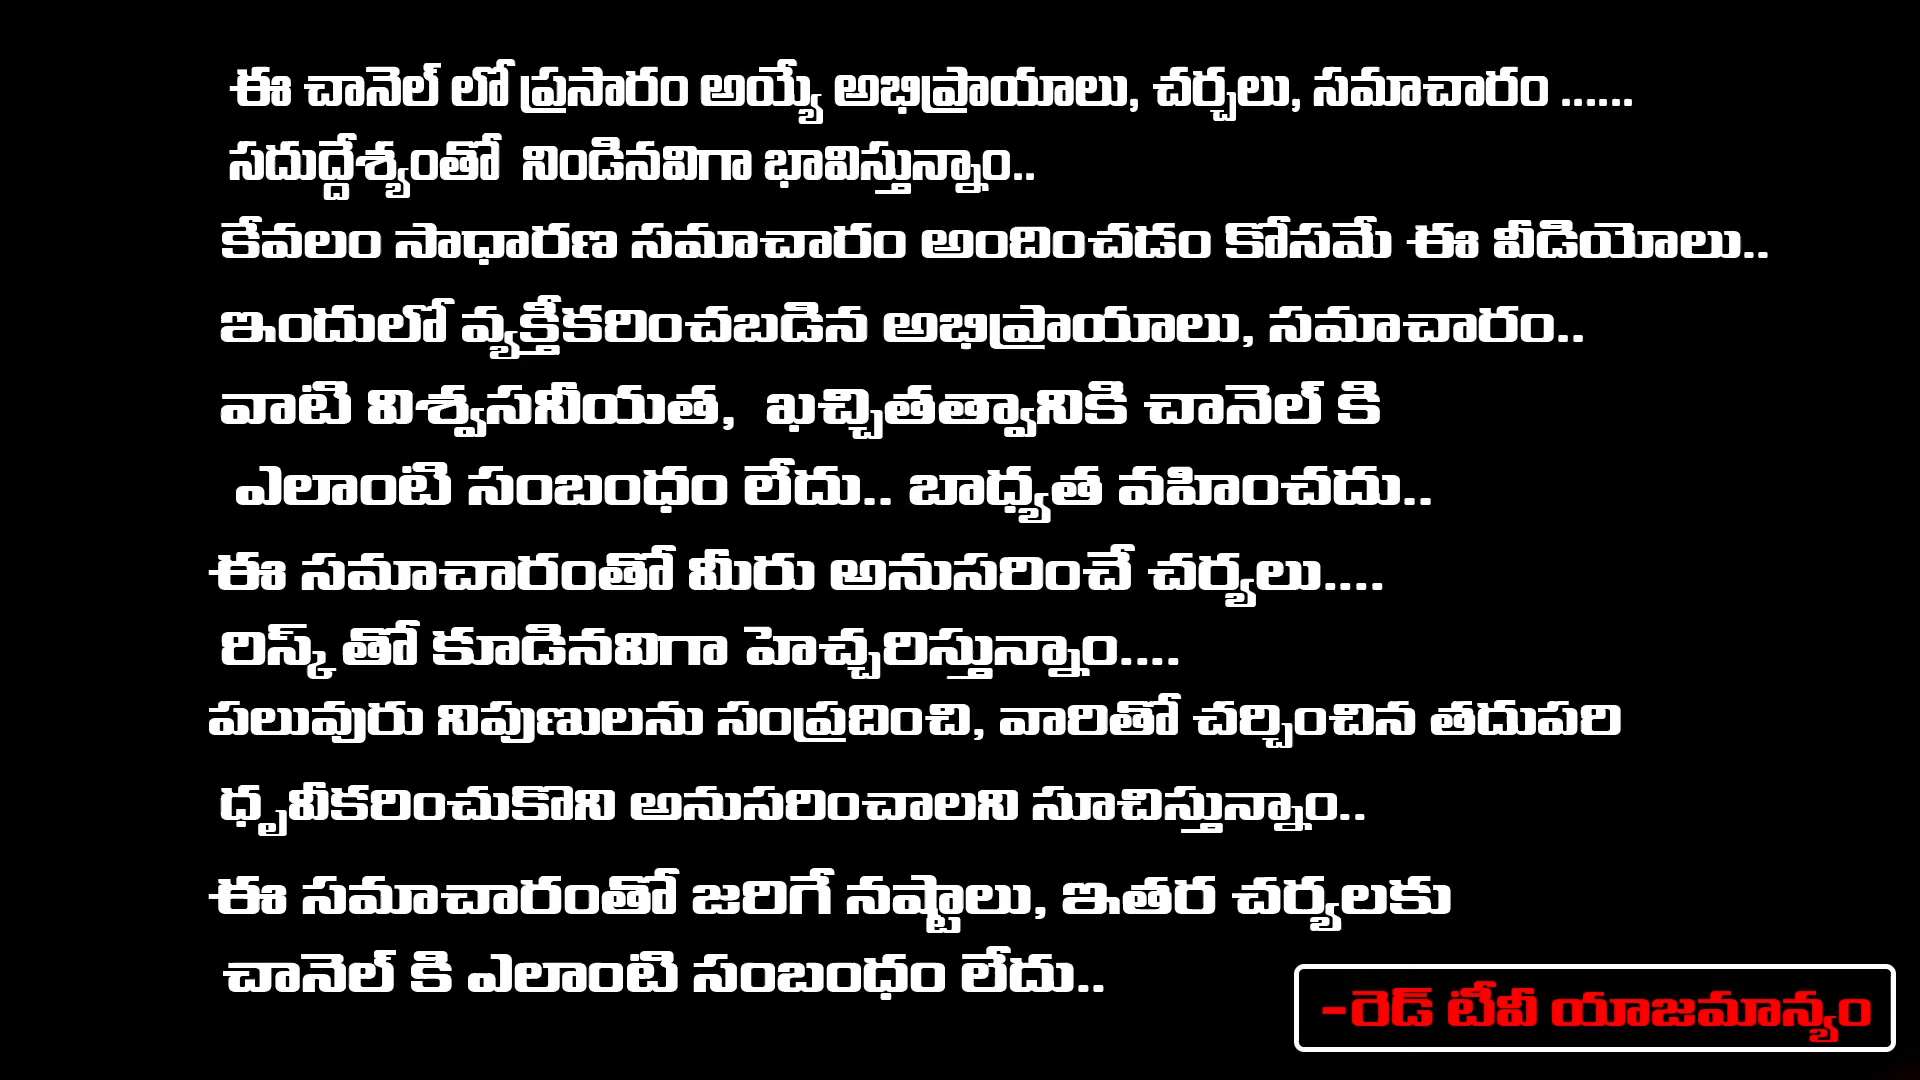 ఈ చానెల్ లో ప్రసారం అయ్యే అభిప్రాయాలు, చర్చలు, సమాచారం ......
సదుద్దేశ్యంతో నిండినవిగా భావిస్తున్నాం..
కేవలం సాధారణ సమాచారం అందించడం కోసమే ఈ వీడియోలు..
ఇందులో వ్యక్తీకరించబడిన అభిప్రాయాలు, సమాచారం..
వాటి విశ్వసనీయత, ఖచ్చితత్వానికి చానెల్ కి
ఎలాంటి సంబంధం లేదు.. బాధ్యత వహించదు..
ఈ సమాచారంతో మీరు అనుసరించే చర్యలు....
రిస్క్ తో కూడినవిగా హెచ్చరిస్తున్నాం....
పలువురు నిపుణులను సంప్రదించి, వారితో చర్చించిన తదుపరి
ధృవీకరించుకొని అనుసరించాలని సూచిస్తున్నాం..
ఈ సమాచారంతో జరిగే నష్టాలు, ఇతర చర్యలకు
చానెల్ కి ఎలాంటి సంబంధం లేదు..
-రెడ్ టీవీ యాజమాన్యం